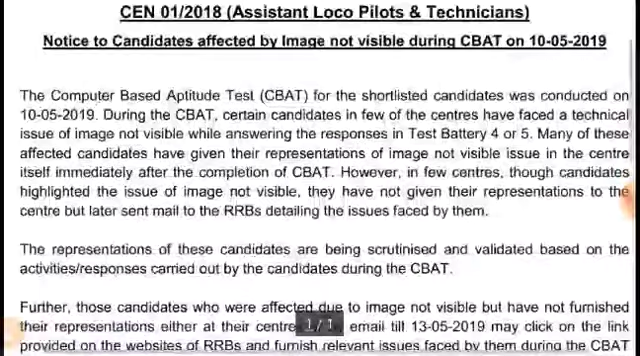 CEN 01/2018 (Assistant Loco Pilots & Technicians)
Notice to Candidates affected by Image not visible during CBAT on 10-05-2019
The Computer Based Aptitude Test (CBAT) for the shortlisted candidates was conducted on
10-05-2019. During the CBAT, certain candidates in few of the centres have faced a technical
issue of image not visible while answering the responses in Test Battery 4 or 5. Many of these
affected candidates have given their representations of image not visible issue in the centre
itself immediately after the completion of CBAT. However, in few centres, though candidates
highlighted the issue of image not visible, they have not given their representations to the
centre but later sent mail to the RRBs detailing the issues faced by them.
The representations of these candidates are being scrutinised and validated based on the
activities/responses carried out by the candidates during the CBAT.
Further, those candidates who were affected due to image not visible but have not furnished
their representations either at their centre 1 / 1 email till 13-05-2019 may click on the link
provided on the websites of RRBs and furnish relevant issues faced by them during the CBAT